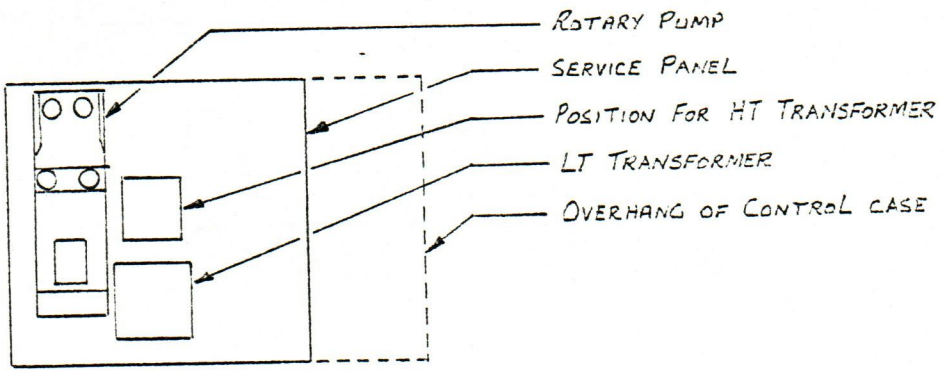 ROTARY PUMP
SERVICE PANEL
POSITION FOR HT TRANSFORMER
LT TRANSFORMER
OVERHANG OF CONTROL CASE